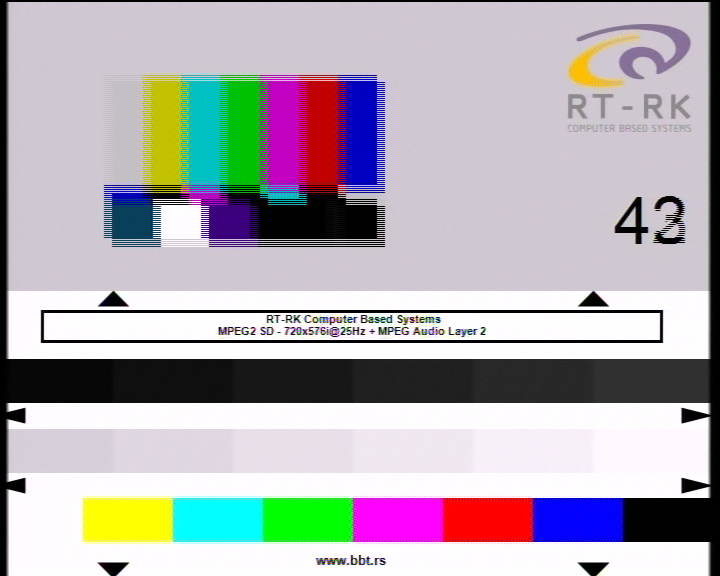 RT-RK
COMPUTER BASED SYSTEMS
RT-RK Computer Based Systems
MPEG2 SD - 720x576i@25Hz + MPEG Audio Layer 2
www.bbt.rs